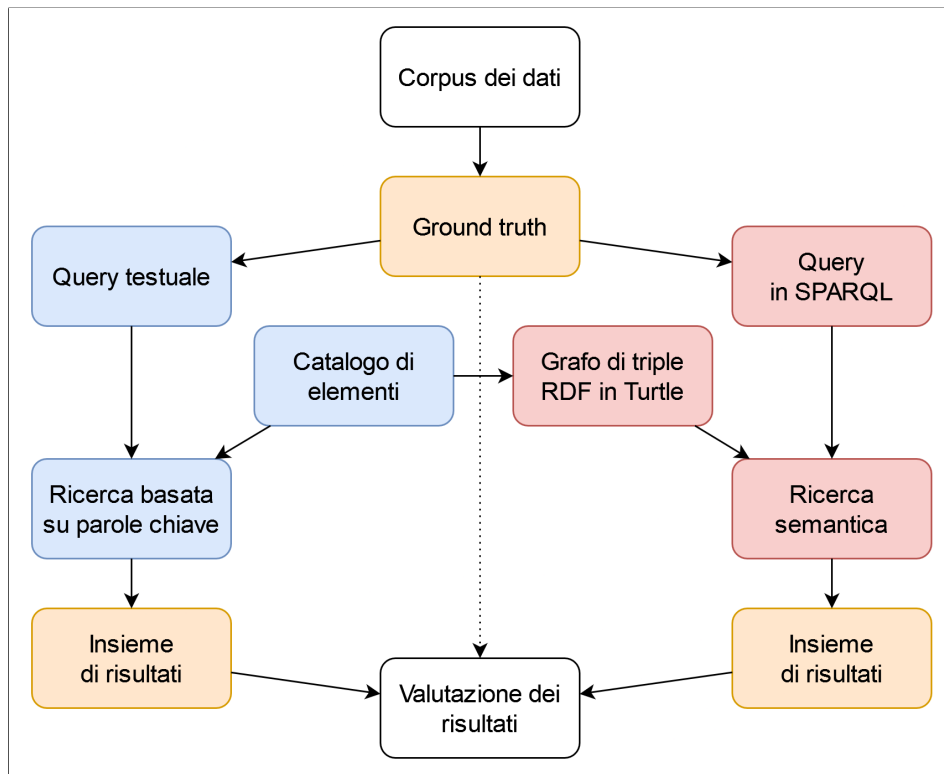 Corpus dei dati
Ground truth
Query testuale
Query
in SPARQL
Catalogo di
elementi
Grafo di triple
RDF in Turtle
Ricerca basata
su parole chiave
Ricerca
semantica
Insieme
di risultati
Insieme
di risultati
Valutazione dei
risultati